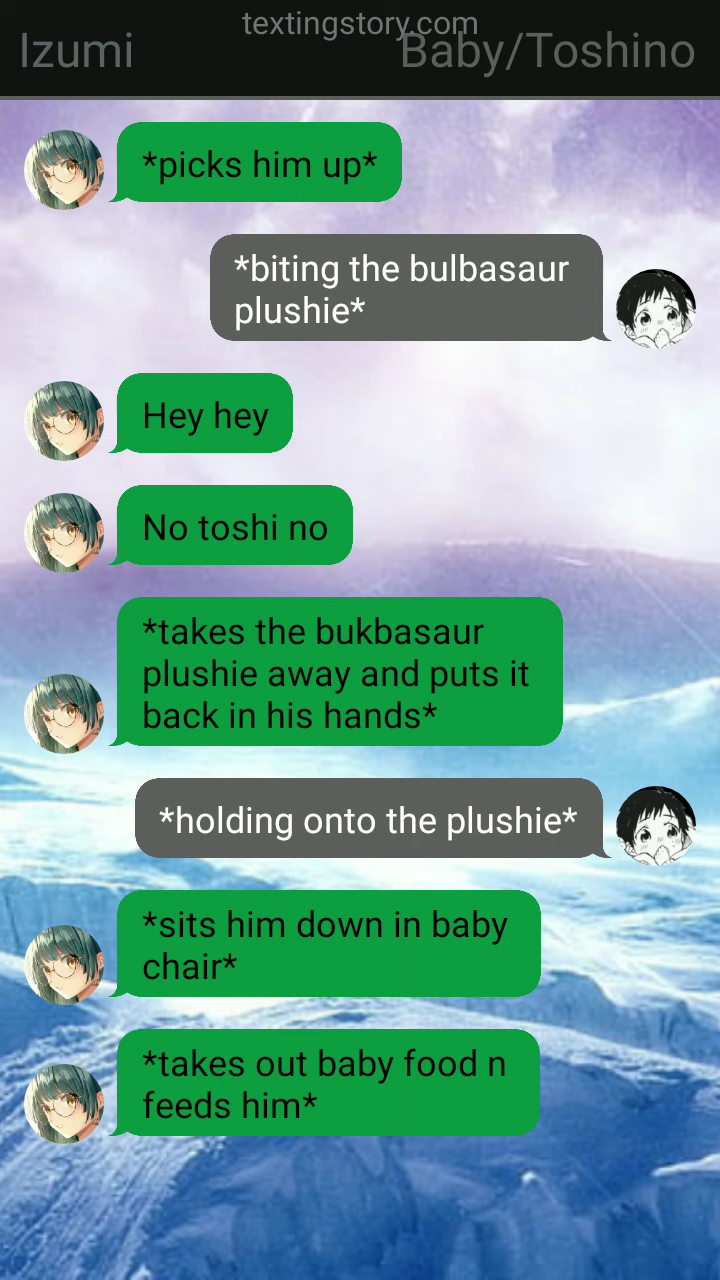 textingstory.com
Izumi
Baby/Toshino
*picks him up*
*biting the bulbasaur
plushie*
Hey hey
No toshi no
*takes the bukbasaur
plushie away and puts it
back in his hands*
*holding onto the plushie*
*sits him down in baby
chair*
*takes out baby food n
feeds him*